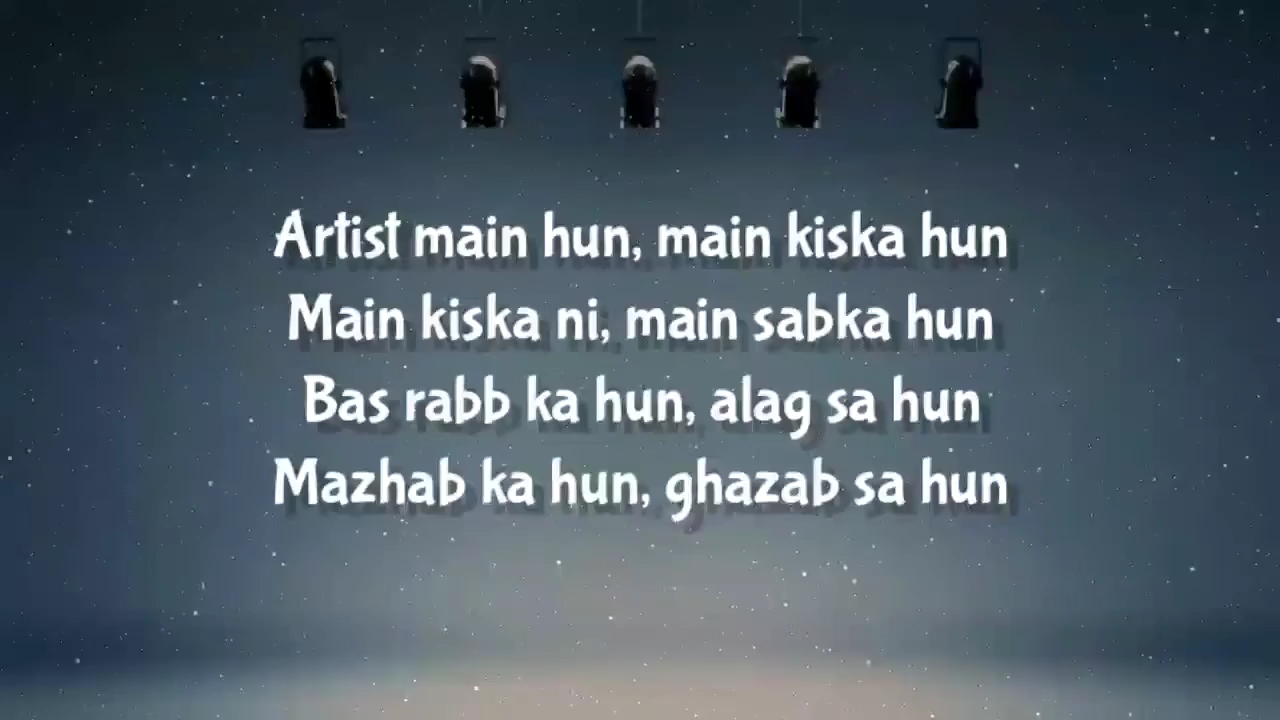 Artist main hun, main kiska hun
Main kiska ni, main sabka hun
Bas rabb ka hun, alag sa hun
Mazhab ka hun, ghazab sa hun